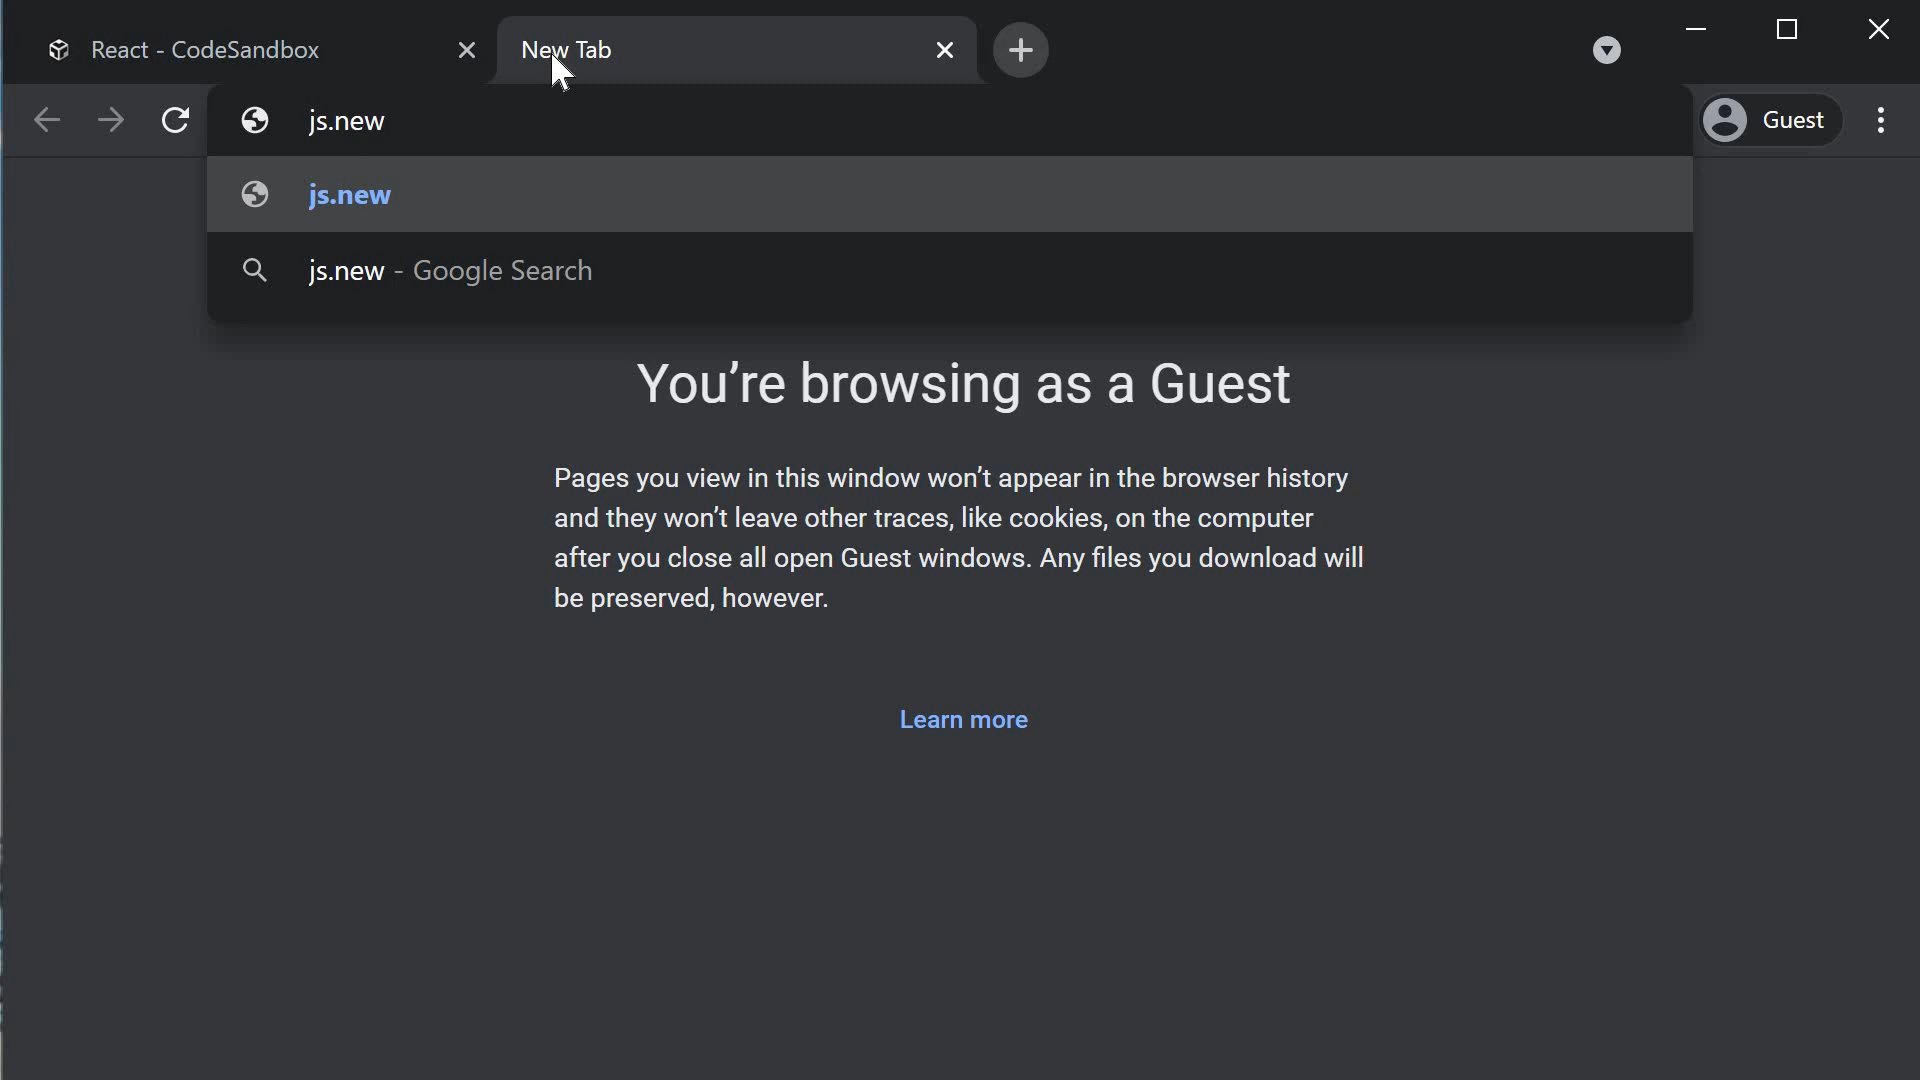 React - CodeSandbox
New Tab
js.new
Guest
js.new
js.new - Google Search
You’re browsing as a Guest
Pages you view in this window won’t appear in the browser history
and they won’t leave other traces, like cookies, on the computer
after you close all open Guest windows. Any files you download will
be preserved, however.
Learn more